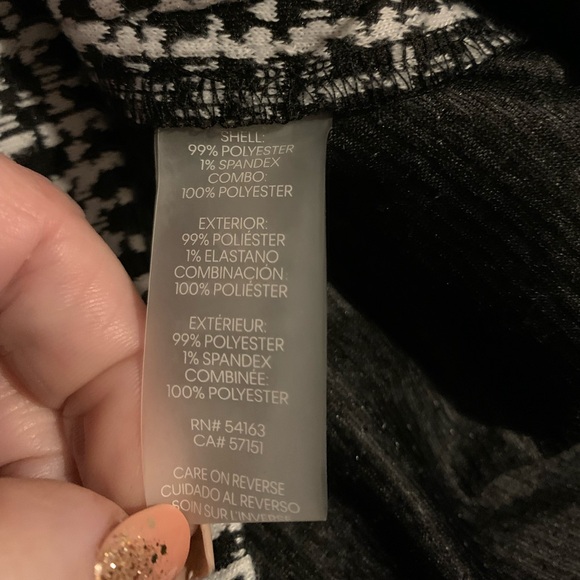 SHELL:
99% POLYESTER
1% SPANDEX
COMBO:
100% POLYESTER
EXTERIOR:
99% POLIÉSTER
1% ELASTANO
COMBINACIÓN:
100% POLIÉSTER
EXTÉRIEUR:
99% POLYESTER
1% SPANDEX
COMBINÉE:
100% POLYESTER
RN# 54163
CA# 57151
CARE ON REVERSE
CUIDADO AL REVERSO
SOIN SUR L'INVERSE